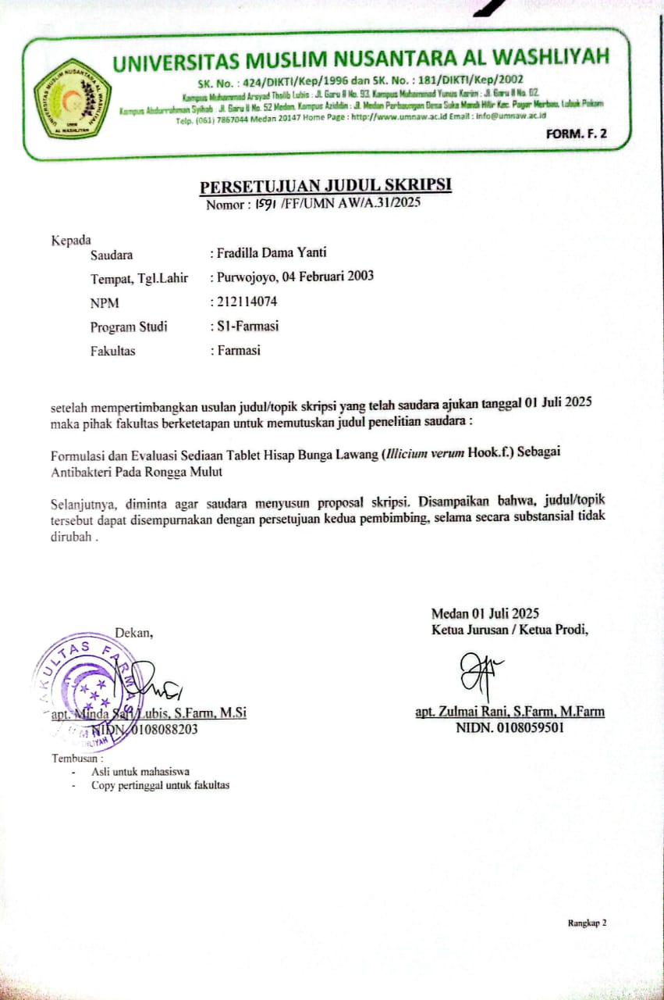 UNIVERSITAS MUSLIM NUSANTARA AL WASHLIYAH
SK. No. : 424/DIKTI/Kep/1996 dan SK. No. : 181/DIKTI/Kep/2002
Kampus Muhammad Arsyad Thalib Lubis : Jl. Garu II No. 93, Kampus Muhammad Yunus Karim : Jl. Garu II No. 02,
Kampus Abdurrahman Syihab : Jl. Garu II No. 52 Medan, Kampus Aziddin : Jl. Medan Perbaungan Desa Suka Mandi Hilir Kec. Pagar Merbau, Lubuk Pakam
Telp. (061) 7867044 Medan 20147 Home Page : http://www.umnaw.ac.id Email : info@umnaw.ac.id
UNIVERSITAS MUSLIM NUSANTARA AL WASHLIYAH
UMN
AL WASHLIYAH
FORM. F. 2
PERSETUJUAN JUDUL SKRIPSI
Nomor : 1591 /FF/UMN AW/A.31/2025
Kepada
Saudara : Fradilla Dama Yanti
Tempat, Tgl.Lahir : Purwojoyo, 04 Februari 2003
NPM : 212114074
Program Studi : S1-Farmasi
Fakultas : Farmasi
setelah mempertimbangkan usulan judul/topik skripsi yang telah saudara ajukan tanggal 01 Juli 2025
maka pihak fakultas berketetapan untuk memutuskan judul penelitian saudara :
Formulasi dan Evaluasi Sediaan Tablet Hisap Bunga Lawang (Illicium verum Hook.f.) Sebagai
Antibakteri Pada Rongga Mulut
Selanjutnya, diminta agar saudara menyusun proposal skripsi. Disampaikan bahwa, judul/topik
tersebut dapat disempurnakan dengan persetujuan kedua pembimbing, selama secara substansial tidak
dirubah .
Medan 01 Juli 2025
Dekan,
Ketua Jurusan / Ketua Prodi,
FAKULTAS FARMASI
UMN
apt. Minda Sari Lubis, S.Farm, M.Si
NIDN. 0108088203
apt. Zulmai Rani, S.Farm, M.Farm
NIDN. 0108059501
Tembusan :
- Asli untuk mahasiswa
- Copy pertinggal untuk fakultas
Rangkap 2